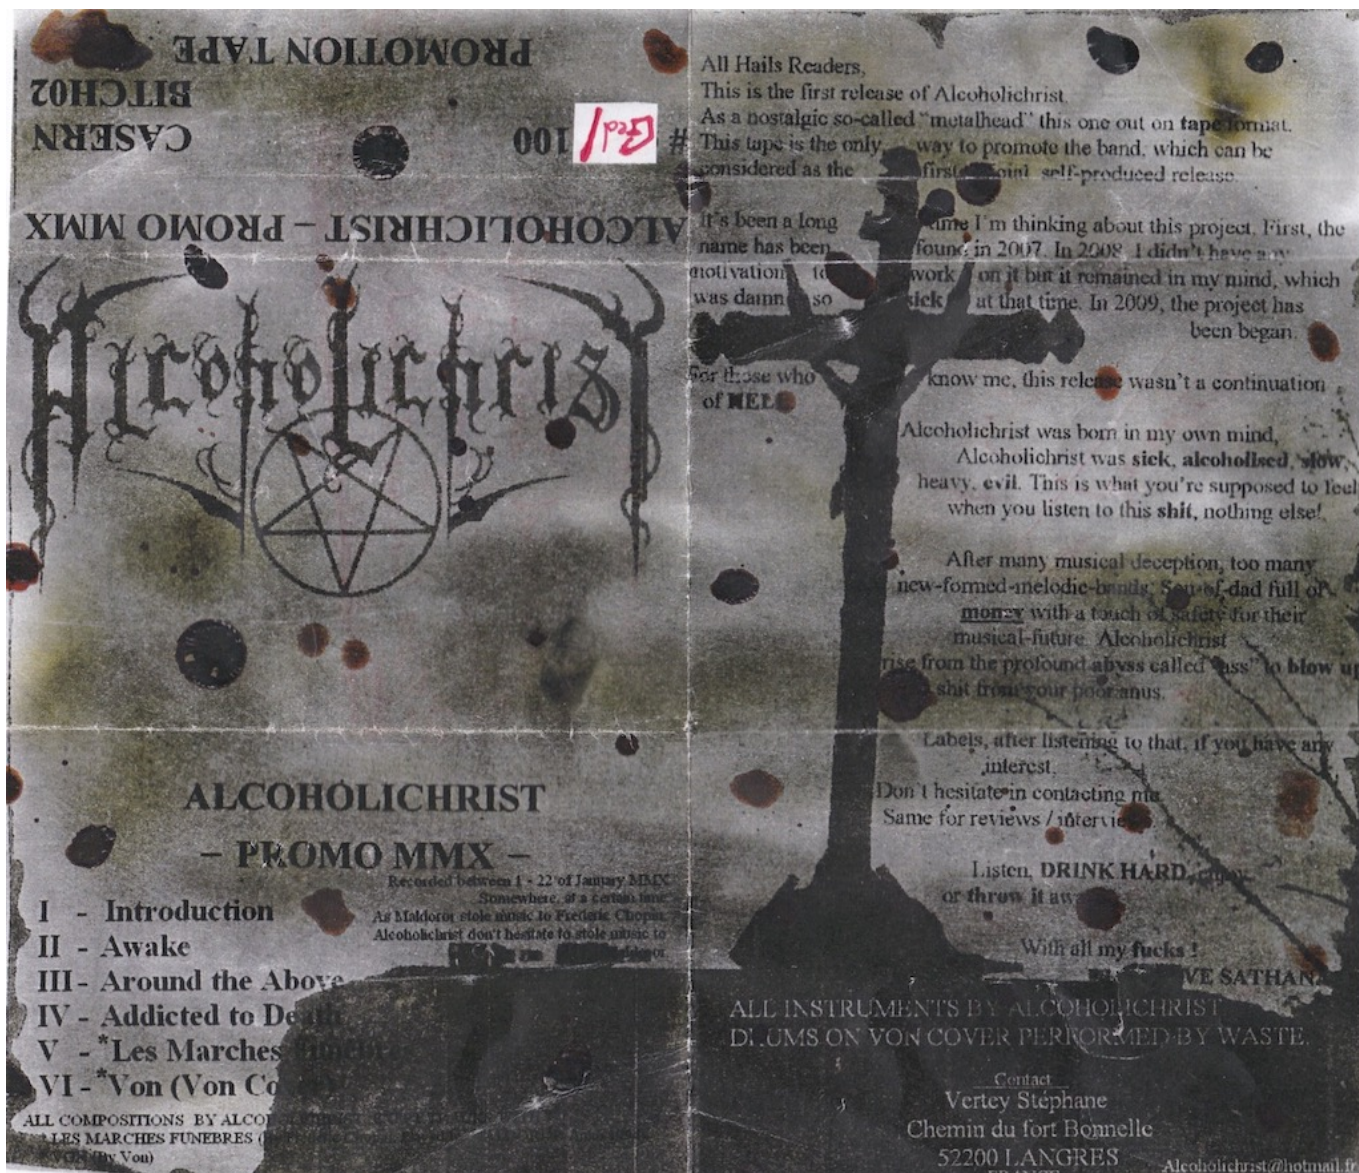 PROMOTION TAPE
BITCH02
CASERN
# 100
ALCOHOLICHRIST – PROMO MMX
Alcoholichrist
ALCOHOLICHRIST
– PROMO MMX –
Recorded between 1 - 22 of January MMX
Somewhere, at a certain time
As Maldoror stole music to Frederic Chopin,
Alcoholichrist don't hesitate to stole music to
I - Introduction
II - Awake
III - Around the Above
IV - Addicted to Death
V - *Les Marches Funèbres
VI - *Von (Von Cover)
ALL COMPOSITIONS BY
LES MARCHES FUNEBRES
VON (By Von)
All Hails Readers,
This is the first release of Alcoholichrist.
As a nostalgic so-called "metalhead" this one out on tape format.
This tape is the only way to promote the band, which can be
considered as the first self-produced release.
It's been a long time I'm thinking about this project. First, the
name has been found in 2007. In 2008, I didn't have any
motivation to work on it but it remained in my mind, which
was damn so sick at that time. In 2009, the project has
been began.
For those who know me, this release wasn't a continuation
of HELL
Alcoholichrist was born in my own mind,
Alcoholichrist was sick, alcoholised, slow,
heavy, evil. This is what you're supposed to feel
when you listen to this shit, nothing else!
After many musical deception, too many
new-formed-melodic-bands, Son-of-dad full of
money with a touch of safety for their
musical-future. Alcoholichrist
rise from the profound abyss called "ass" to blow up
shit from your poor anus.
Labels, after listening to that, if you have any
interest,
Don't hesitate in contacting me.
Same for reviews / interviews.
Listen, DRINK HARD, enjoy
or throw it away
With all my fucks !
SATHAN
ALL INSTRUMENTS BY ALCOHOLICHRIST
DRUMS ON VON COVER PERFORMED BY WASTE.
Contact
Vertey Stéphane
Chemin du fort Bonnelle
52200 LANGRES
FRANCE
Alcoholichrist@hotmail.fr